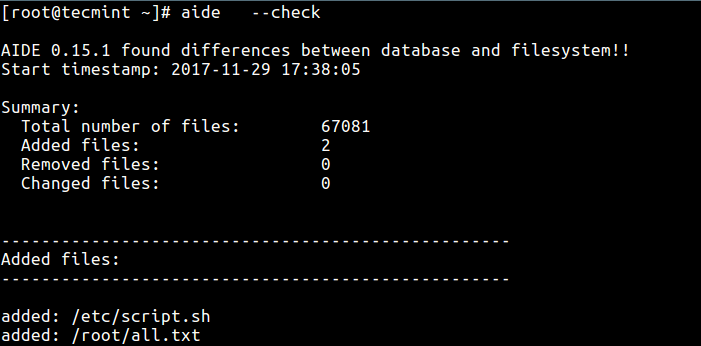 [root@tecmint ~]# aide   --check
AIDE 0.15.1 found differences between database and filesystem!!
Start timestamp: 2017-11-29 17:38:05
Summary:
  Total number of files:        67081
  Added files:                  2
  Removed files:                0
  Changed files:                0
---------------------------------------------------
Added files:
---------------------------------------------------
added: /etc/script.sh
added: /root/all.txt